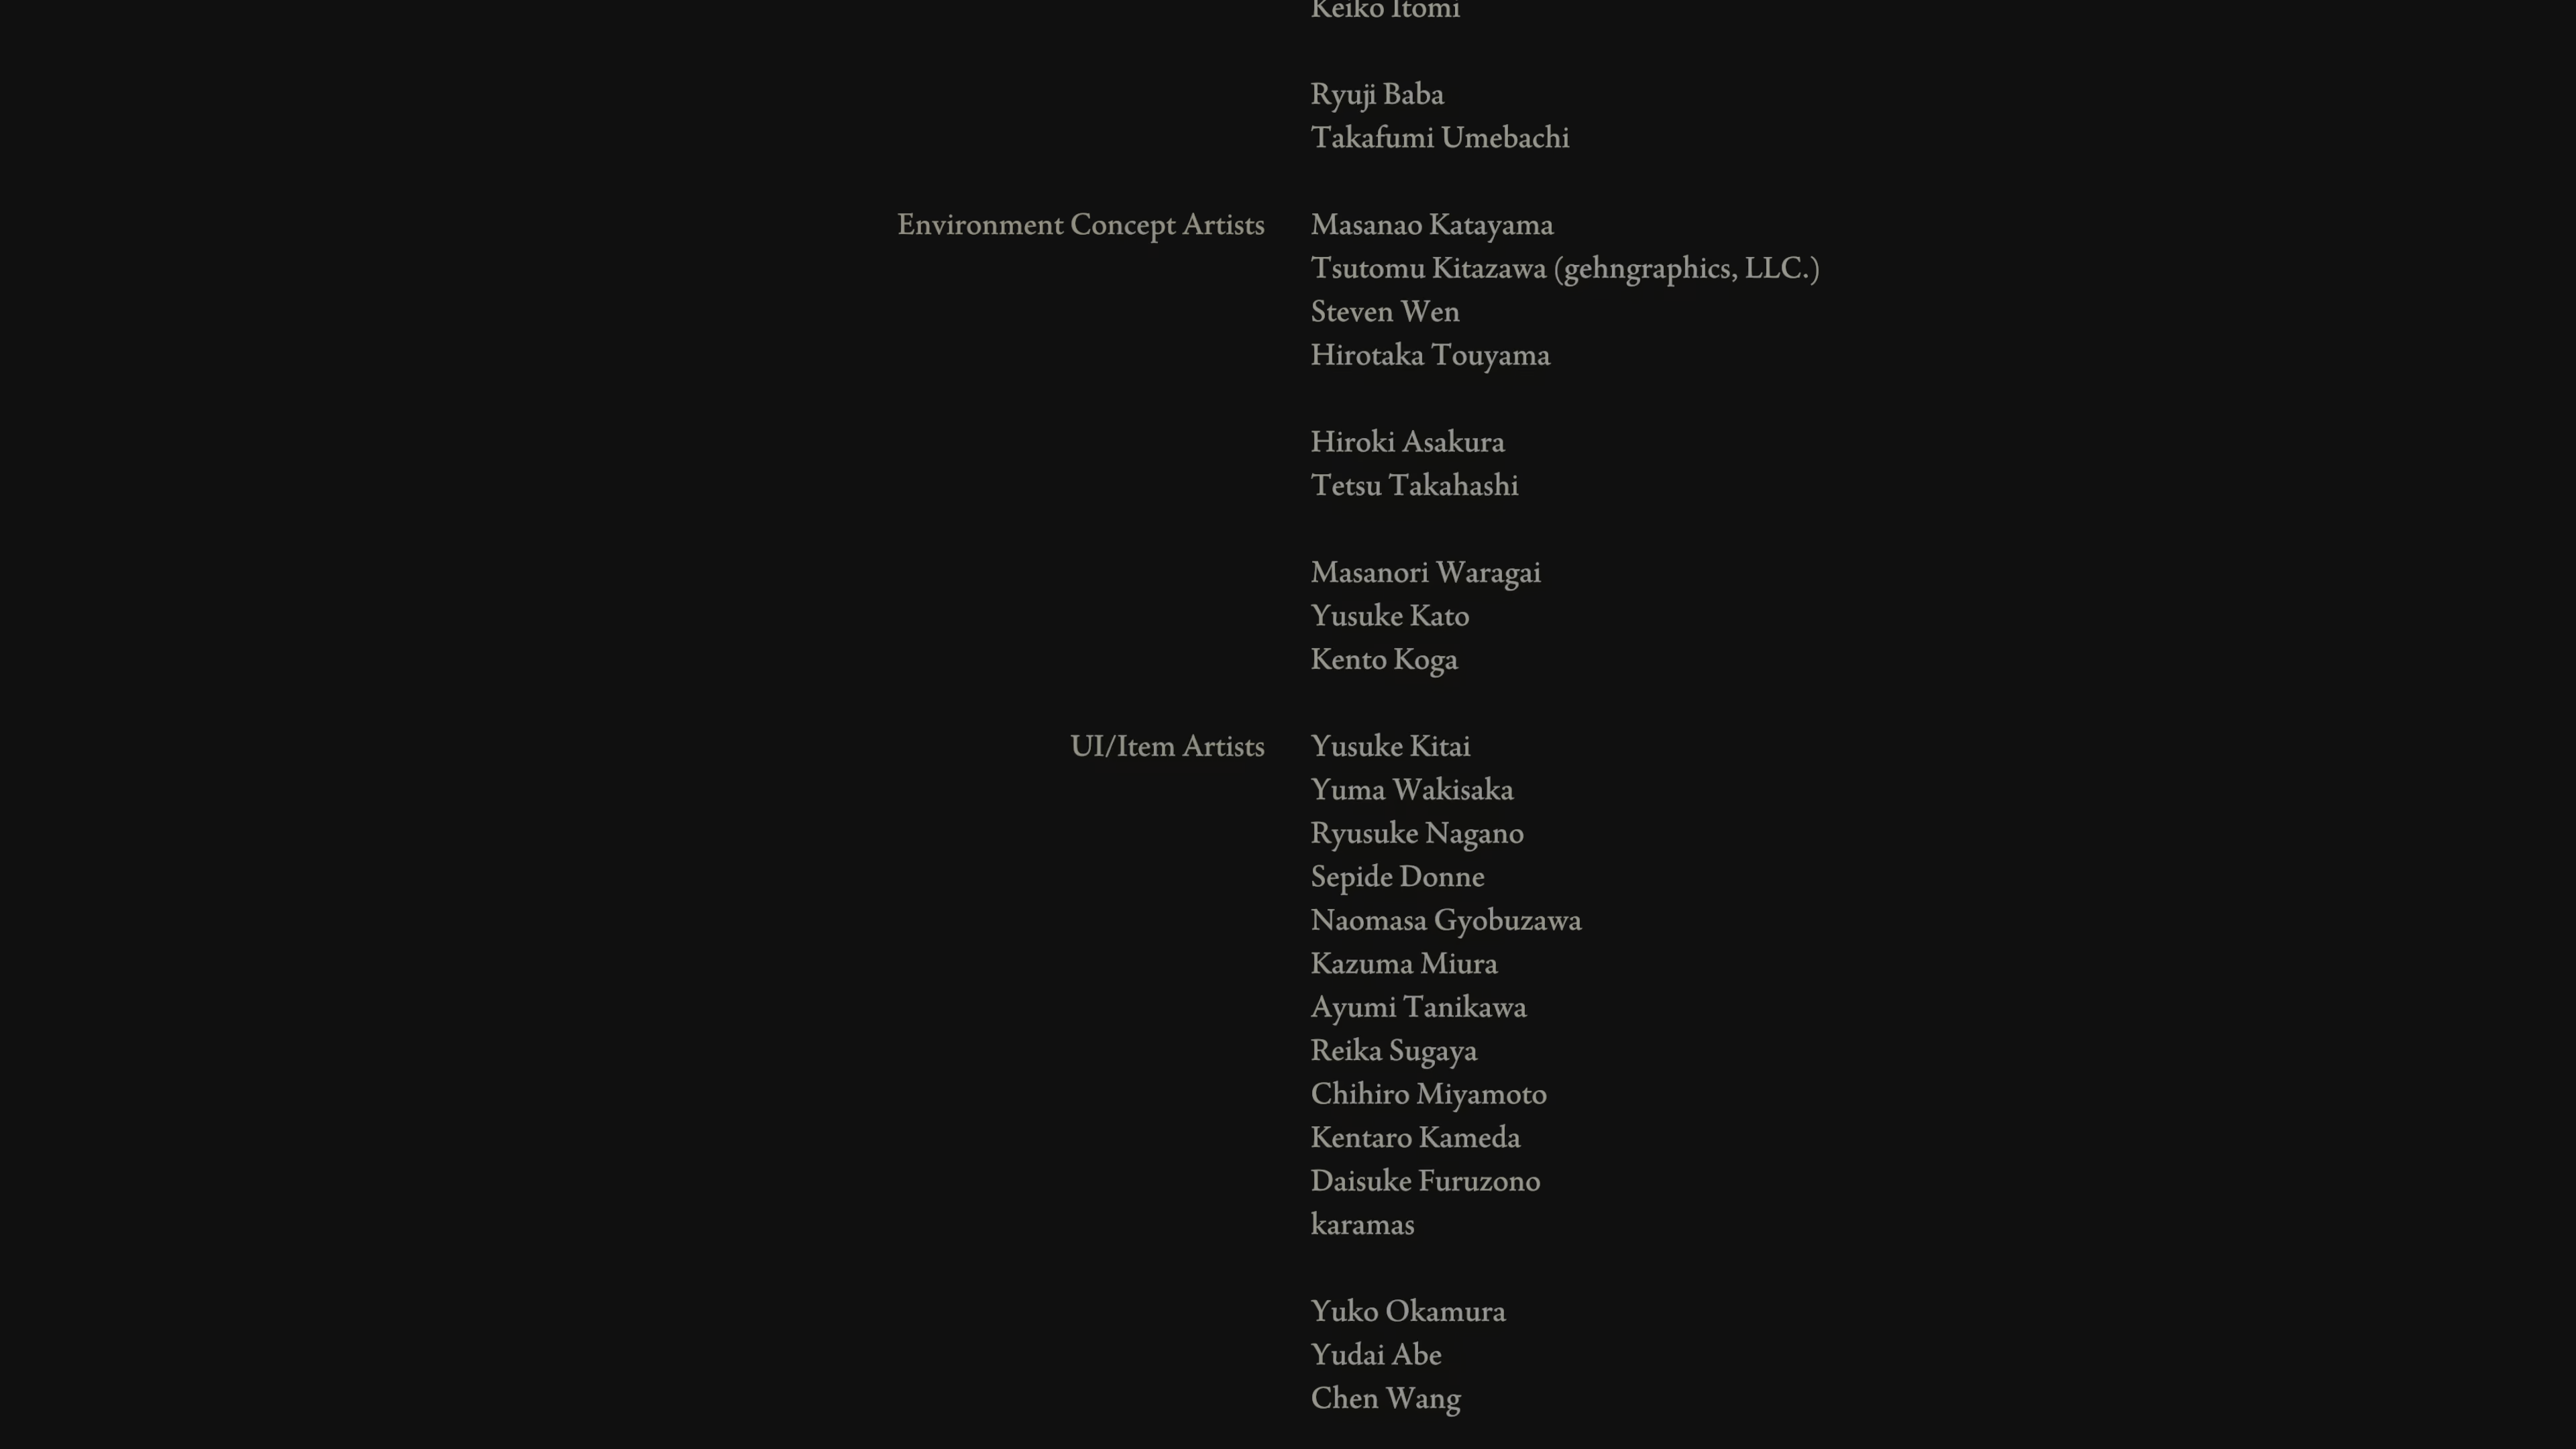 Keiko Itomi
Ryuji Baba
Takafumi Umebachi
Environment Concept Artists Masanao Katayama
Tsutomu Kitazawa (gehngraphics, LLC.)
Steven Wen
Hirotaka Touyama
Hiroki Asakura
Tetsu Takahashi
Masanori Waragai
Yusuke Kato
Kento Koga
UI/Item Artists Yusuke Kitai
Yuma Wakisaka
Ryusuke Nagano
Sepide Donne
Naomasa Gyobuzawa
Kazuma Miura
Ayumi Tanikawa
Reika Sugaya
Chihiro Miyamoto
Kentaro Kameda
Daisuke Furuzono
karamas
Yuko Okamura
Yudai Abe
Chen Wang